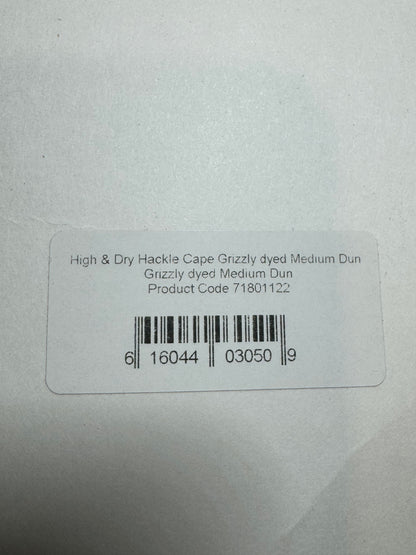 High & Dry Hackle Cape Grizzly dyed Medium Dun
Grizzly dyed Medium Dun
Product Code 71801122
6 16044 03050 9